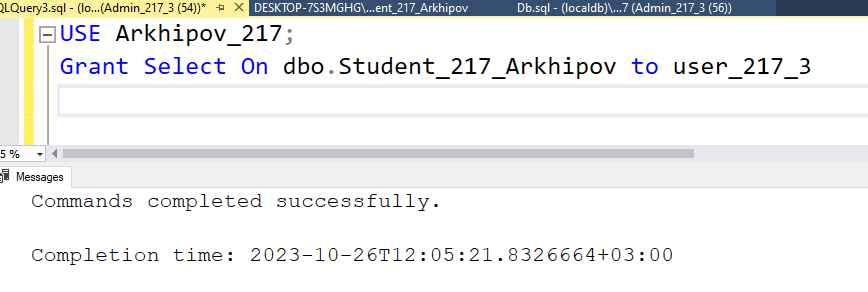 QLQuery3.sql - (lo...(Admin_217_3 (54))* DESKTOP-7S3MGHG\...ent_217_Arkhipov Db.sql - (localdb)\...7 (Admin_217_3 (56))
USE Arkhipov_217;
Grant Select On dbo.Student_217_Arkhipov to user_217_3
5 %
Messages
Commands completed successfully.
Completion time: 2023-10-26T12:05:21.8326664+03:00